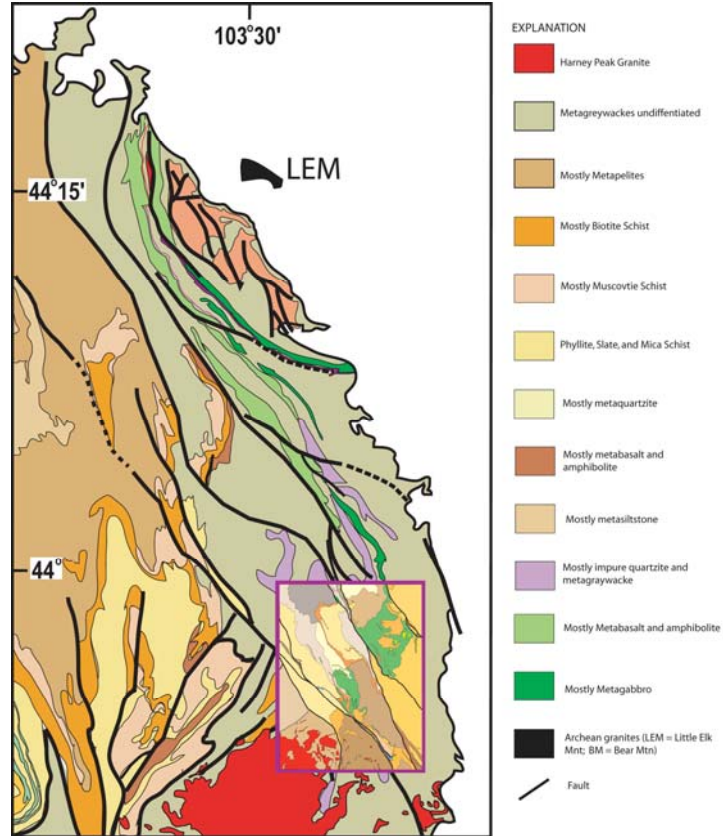 103°30'
LEM
44°15'
44°
EXPLANATION
Harney Peak Granite
Metagreywackes undiffentiated
Mostly Metapelites
Mostly Biotite Schist
Mostly Muscovtie Schist
Phyllite, Slate, and Mica Schist
Mostly metaquartzite
Mostly metabasalt and
amphibolite
Mostly metasiltstone
Mostly impure quartzite and
metagraywacke
Mostly Metabasalt and amphibolite
Mostly Metagabbro
Archean granites (LEM = Little Elk
Mnt; BM = Bear Mtn)
Fault